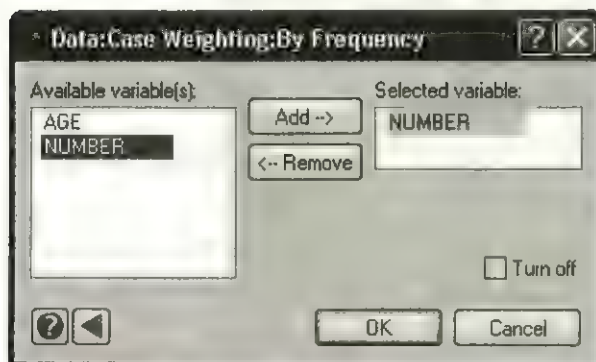 Data:Case Weighting:By Frequency
Available variable(s):
AGE
NUMBER
Add -->
<-- Remove
Selected variable:
NUMBER
Turn off
OK
Cancel